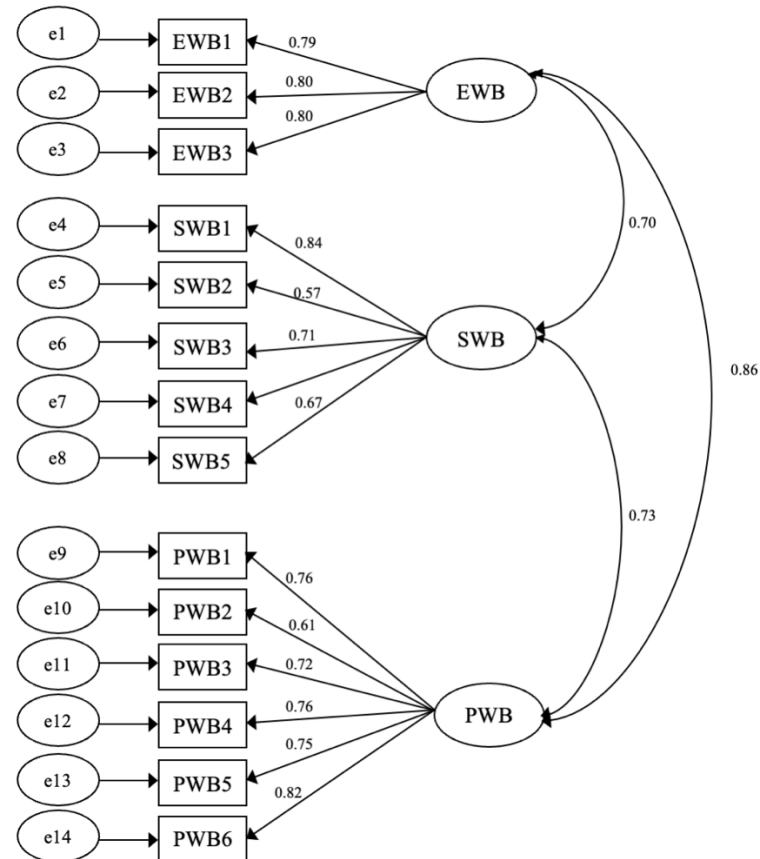 e1
EWB1
0.79
e2
EWB2
0.80
EWB
e3
EWB3
0.80
0.70
e4
SWB1
0.84
e5
SWB2
0.57
e6
SWB3
0.71
SWB
e7
SWB4
e8
SWB5
0.67
0.86
0.73
e9
PWB1
0.76
e10
PWB2
0.61
e11
PWB3
0.72
e12
PWB4
0.76
PWB
e13
PWB5
0.75
e14
PWB6
0.82